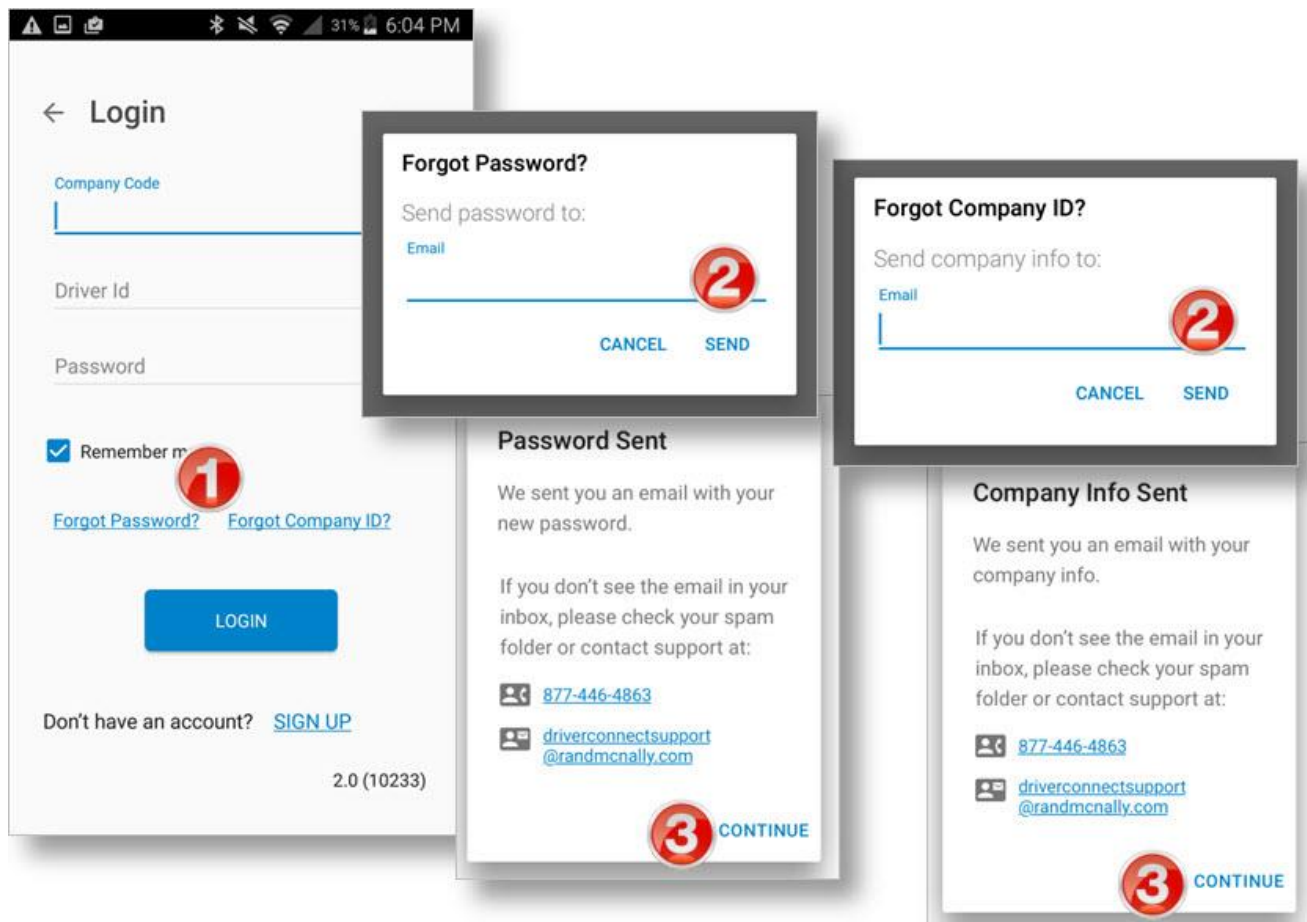 31% 6:04 PM
Login
Company Code
Driver Id
Password
Remember m
1
Forgot Password? Forgot Company ID?
LOGIN
Don't have an account? SIGN UP
2.0 (10233)
Forgot Password?
Send password to:
Email
2
CANCEL SEND
Password Sent
We sent you an email with your
new password.
If you don't see the email in your
inbox, please check your spam
folder or contact support at:
877-446-4863
driverconnectsupport
@randmcnally.com
3
CONTINUE
Forgot Company ID?
Send company info to:
Email
2
CANCEL SEND
Company Info Sent
We sent you an email with your
company info.
If you don't see the email in your
inbox, please check your spam
folder or contact support at:
877-446-4863
driverconnectsupport
@randmcnally.com
3
CONTINUE